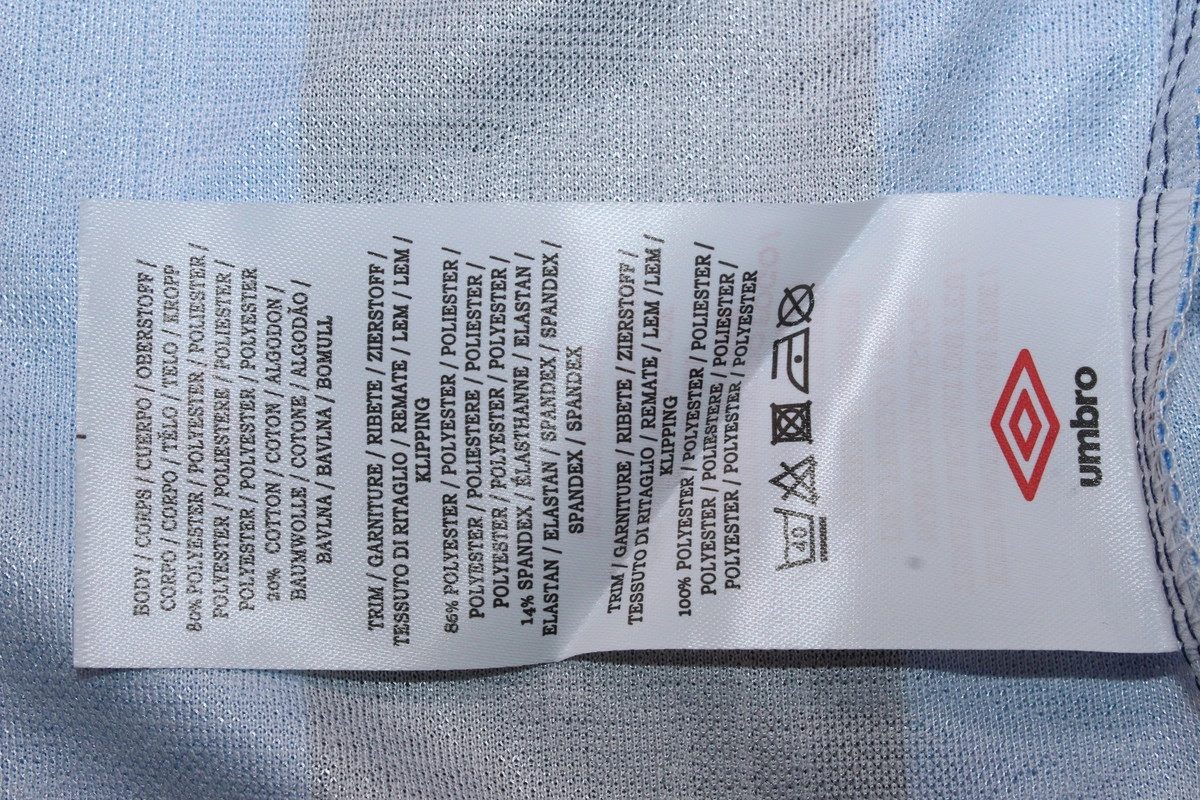 BODY / CORPS / CUERPO / OBERSTOFF /
CORPO / CORPO / TĚLO / TELO / KROPP
80% POLYESTER / POLYESTER / POLIESTER /
POLYESTER / POLIESTERE / POLIESTER /
POLYESTER / POLYESTER / POLYESTER
20% COTTON / COTON / ALGODON /
BAUMWOLLE / COTONE / ALGODÃO /
BAVLNA / BAVLNA / BOMULL
TRIM / GARNITURE / RIBETE / ZIERSTOFF /
TESSUTO DI RITAGLIO / REMATE / LEM / LEM /
KLIPPING
86% POLYESTER / POLYESTER / POLIESTER /
POLYESTER / POLIESTERE / POLIESTER /
POLYESTER / POLYESTER / POLYESTER /
14% SPANDEX / ÉLASTHANNE / ELASTAN /
ELASTAN / ELASTAN / SPANDEX / SPANDEX /
SPANDEX / SPANDEX
TRIM / GARNITURE / RIBETE / ZIERSTOFF /
TESSUTO DI RITAGLIO / REMATE / LEM / LEM /
KLIPPING
100% POLYESTER / POLYESTER / POLIESTER /
POLYESTER / POLIESTERE / POLIESTER /
POLYESTER / POLYESTER / POLYESTER
40
umbro